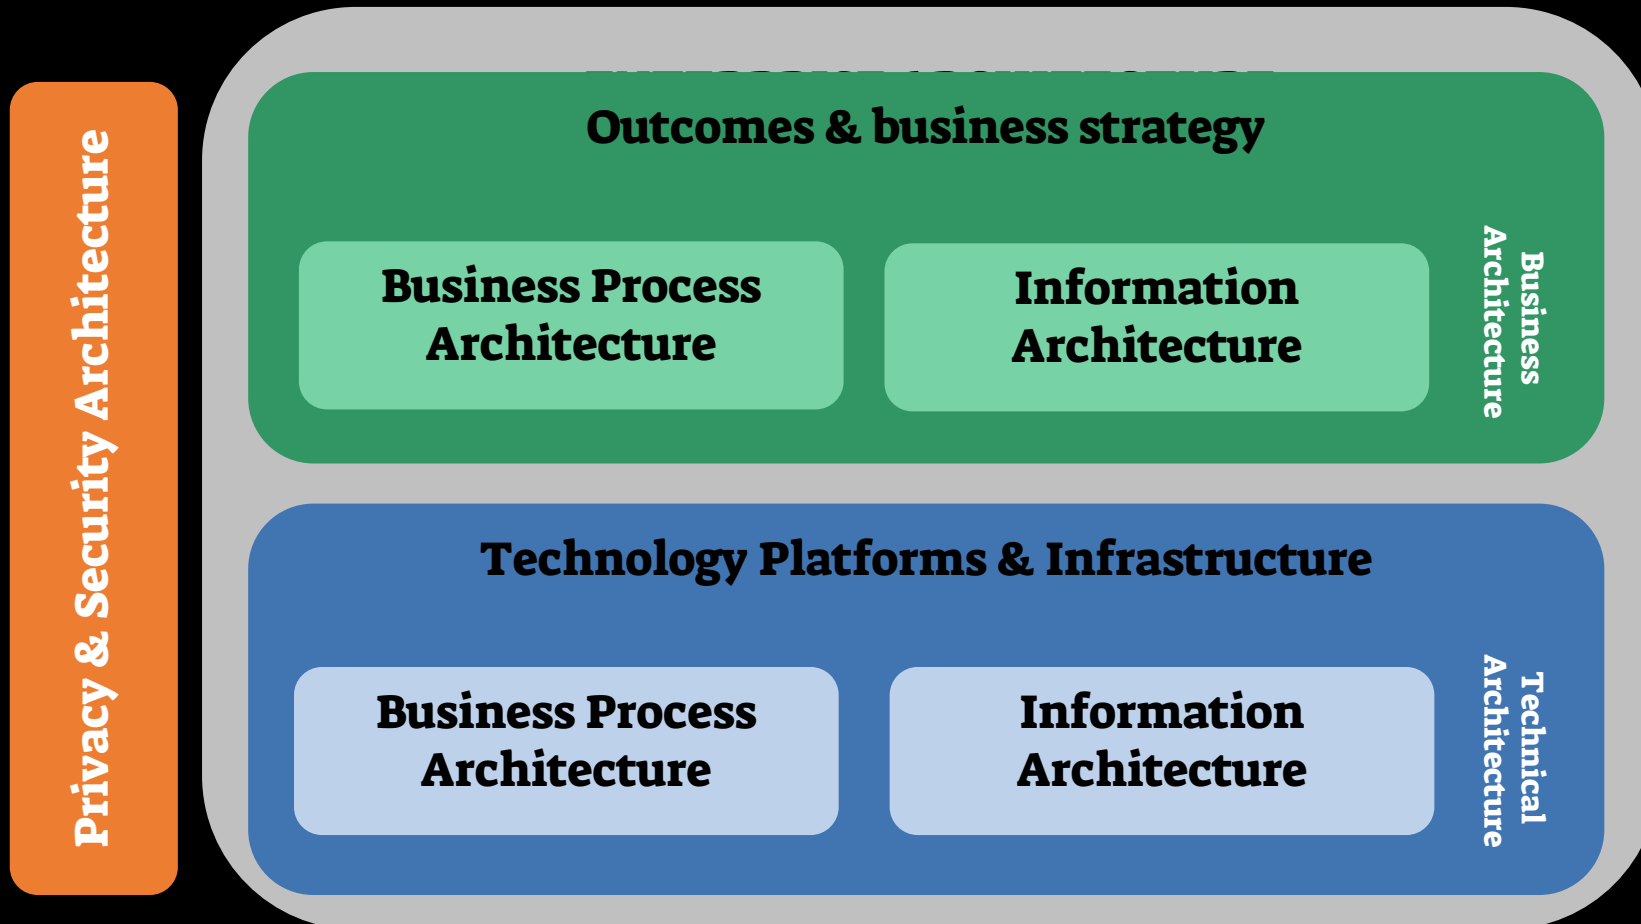 Privacy & Security Architecture
Outcomes & business strategy
Business Process
Architecture
Information
Architecture
Business
Architecture
Technology Platforms & Infrastructure
Business Process
Architecture
Information
Architecture
Technical
Architecture